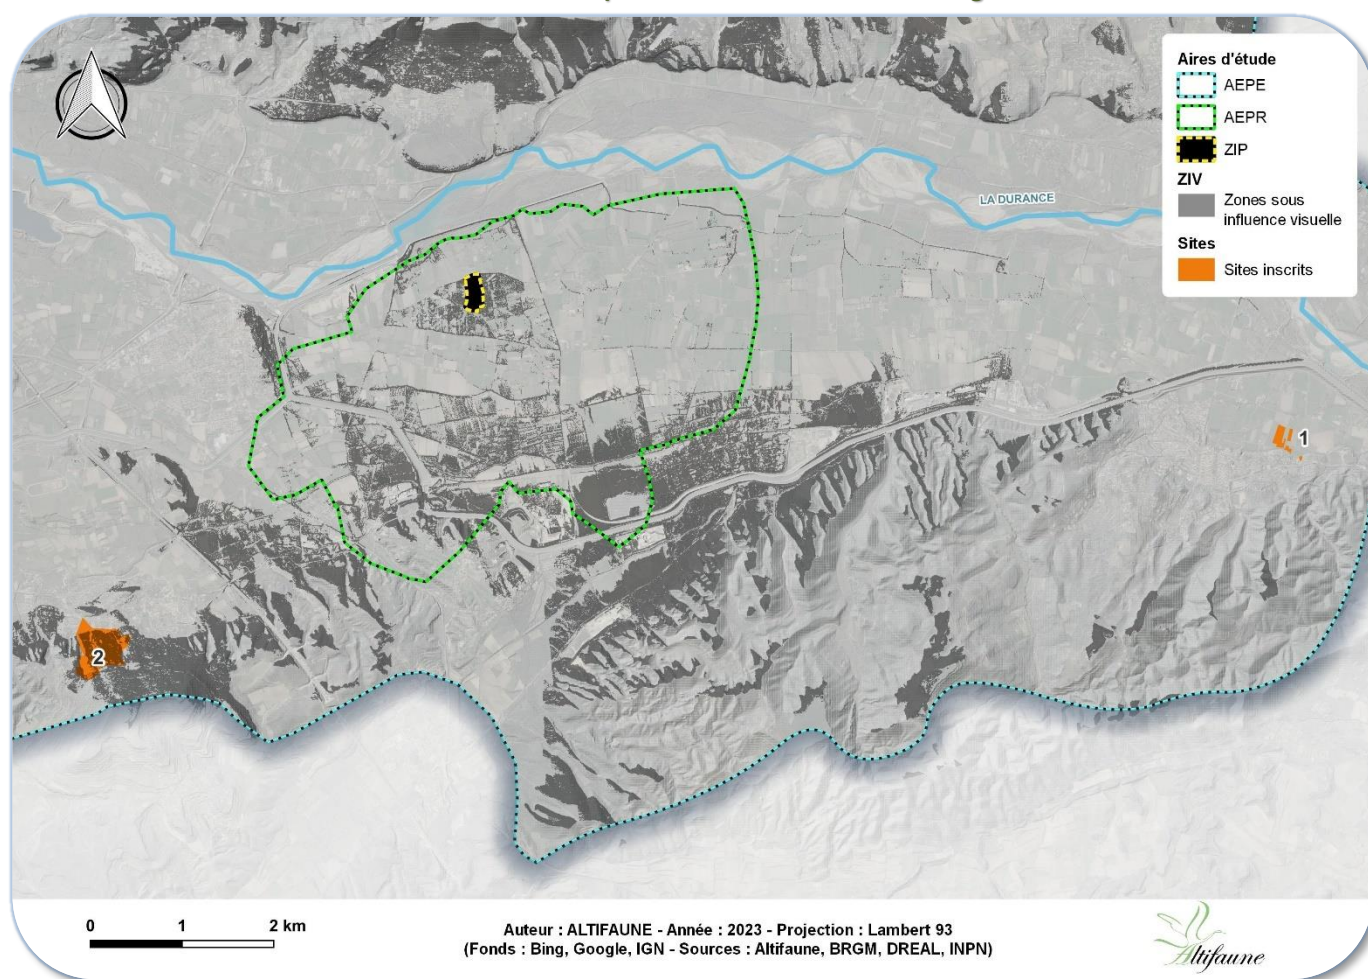 Aires d'étude
AEPE
AEPR
ZIP
ZIV
Zones sous
influence visuelle
Sites
Sites inscrits
LA DURANCE
1
2
0 1 2 km
Auteur : ALTIFAUNE - Année : 2023 - Projection : Lambert 93
(Fonds : Bing, Google, IGN - Sources : Altifaune, BRGM, DREAL, INPN)
Altifaune